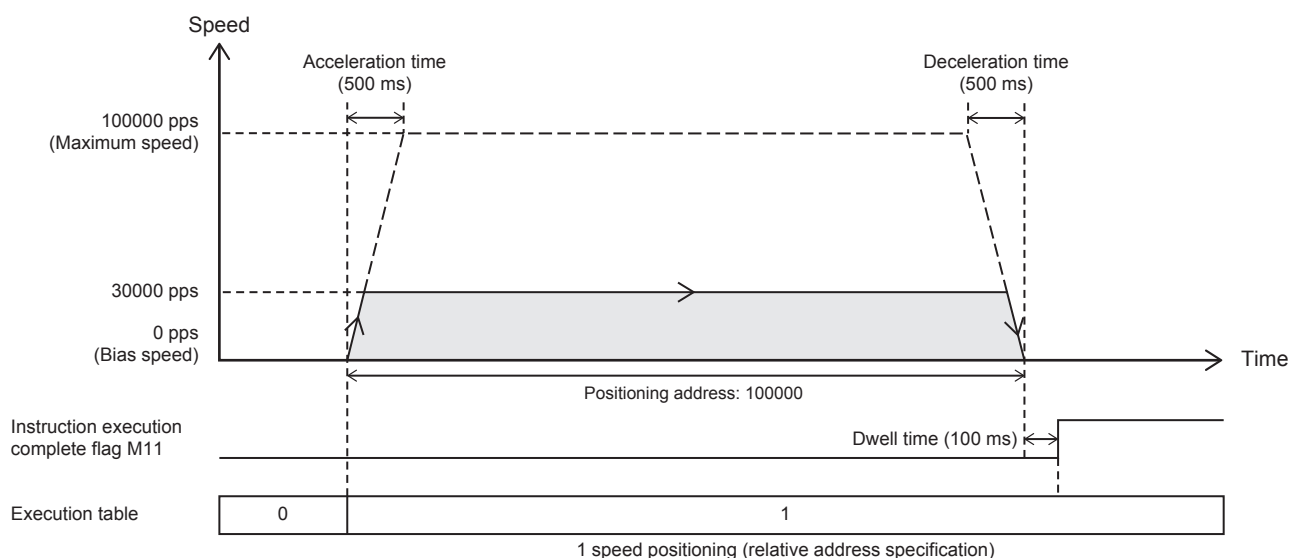 Speed
Acceleration time
(500 ms)
Deceleration time
(500 ms)
100000 pps
(Maximum speed)
30000 pps
0 pps
(Bias speed)
Time
Positioning address: 100000
Instruction execution
complete flag M11
Dwell time (100 ms)
Execution table
0
1
1 speed positioning (relative address specification)